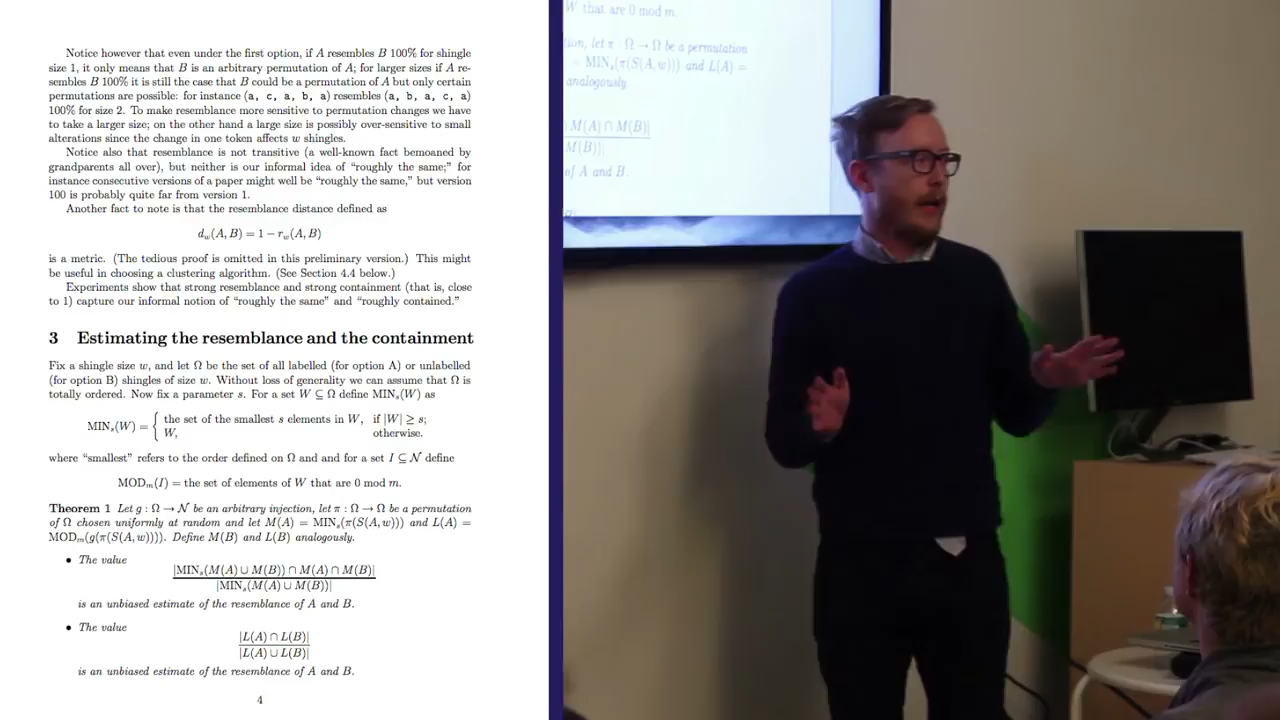 Notice however that even under the first option, if A resembles B 100% for shingle
size 1, it only means that B is an arbitrary permutation of A; for larger sizes if A re-
sembles B 100% it is still the case that B could be a permutation of A but only certain
permutations are possible: for instance (a, c, a, b, a) resembles (a, b, a, c, a)
100% for size 2. To make resemblance more sensitive to permutation changes we have
to take a larger size; on the other hand a large size is possibly over-sensitive to small
alterations since the change in one token affects w shingles.
Notice also that resemblance is not transitive (a well-known fact bemoaned by
grandparents all over), but neither is our informal idea of “roughly the same;” for
instance consecutive versions of a paper might well be “roughly the same,” but version
100 is probably quite far from version 1.
Another fact to note is that the resemblance distance defined as
d_w(A, B) = 1 − r_w(A, B)
is a metric. (The tedious proof is omitted in this preliminary version.) This might
be useful in choosing a clustering algorithm. (See Section 4.4 below.)
Experiments show that strong resemblance and strong containment (that is, close
to 1) capture our informal notion of “roughly the same” and “roughly contained.”
3 Estimating the resemblance and the containment
Fix a shingle size w, and let Ω be the set of all labelled (for option A) or unlabelled
(for option B) shingles of size w. Without loss of generality we can assume that Ω is
totally ordered. Now fix a parameter s. For a set W ⊆ Ω define MIN_s(W) as
MIN_s(W) = { the set of the smallest s elements in W, if |W| ≥ s;
W, otherwise.
where “smallest” refers to the order defined on Ω and and for a set I ⊆ N define
MOD_m(I) = the set of elements of W that are 0 mod m.
Theorem 1 Let g : Ω → N be an arbitrary injection, let π : Ω → Ω be a permutation
of Ω chosen uniformly at random and let M(A) = MIN_s(π(S(A, w))) and L(A) =
MOD_m(g(π(S(A, w)))). Define M(B) and L(B) analogously.
• The value
|MIN_s(M(A) ∪ M(B)) ∩ M(A) ∩ M(B)|
|MIN_s(M(A) ∪ M(B))|
is an unbiased estimate of the resemblance of A and B.
• The value
|L(A) ∩ L(B)|
|L(A) ∪ L(B)|
is an unbiased estimate of the resemblance of A and B.
4
W that are 0 mod m.
let π : Ω → Ω be a permutation
= MIN_s(π(S(A, w))) and L(A) =
analogously.
M(A) ∩ M(B)|
M(B))|
of A and B.